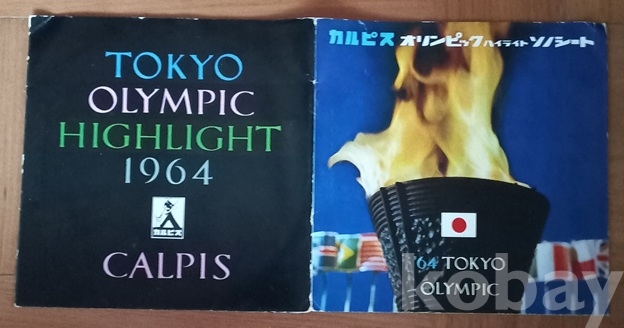 TOKYO
OLYMPIC
HIGHLIGHT
1964
カルピス
CALPIS
カルピス オリンピックハイライト ソノシート
'64 TOKYO
OLYMPIC
kobay